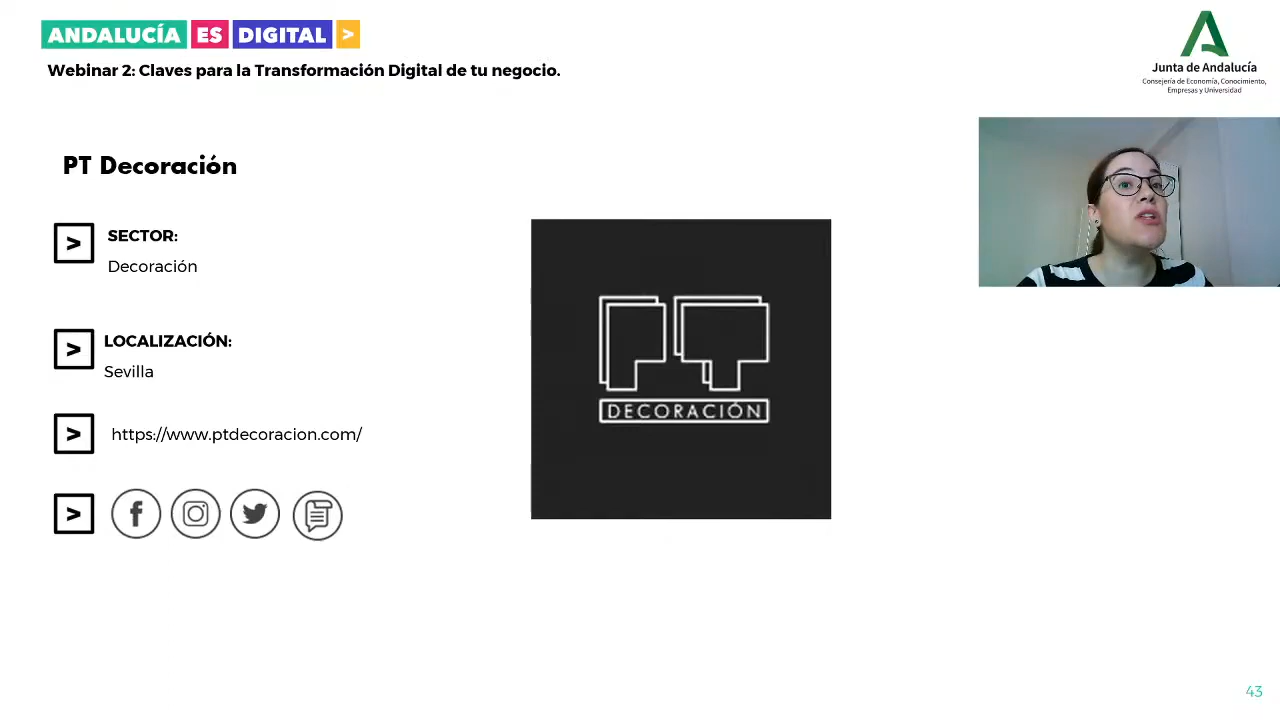 ANDALUCÍA ES DIGITAL >
Webinar 2: Claves para la Transformación Digital de tu negocio.
Junta de Andalucía
Consejería de Economía, Conocimiento,
Empresas y Universidad
PT Decoración
> SECTOR:
Decoración
> LOCALIZACIÓN:
Sevilla
> https://www.ptdecoracion.com/
>
PT
DECORACIÓN
43